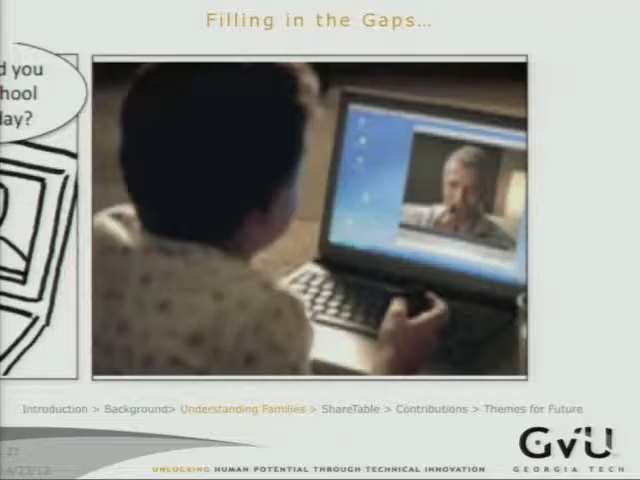 Filling in the Gaps...
d you
hool
lay?
Introduction > Background> Understanding Families > ShareTable > Contributions > Themes for Future
GVU
GEORGIA TECH
UNLOCKING HUMAN POTENTIAL THROUGH TECHNICAL INNOVATION